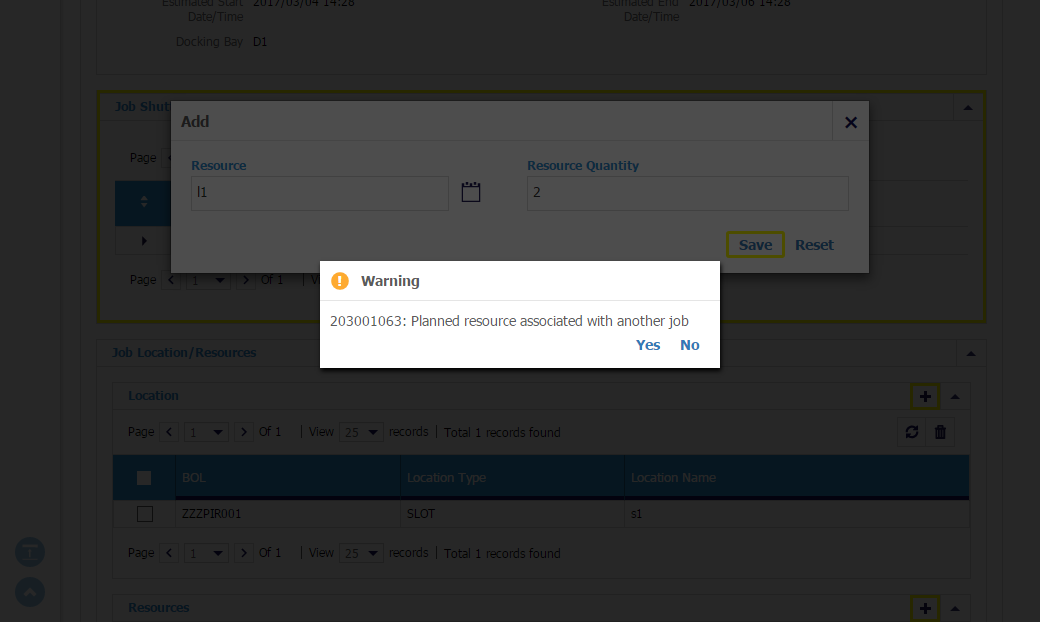 Estimated Start 2017/03/04 14:28 Estimated End 2017/03/06 14:28
Date/Time Date/Time
Docking Bay D1
Job Shut
Add
Page
Resource Resource Quantity
l1 2
Save Reset
Page 1 Of 1
Warning
203001063: Planned resource associated with another job
Yes No
Job Location/Resources
Location
Page 1 Of 1 | View 25 records | Total 1 records found
BOL Location Type Location Name
ZZZPIR001 SLOT s1
Page 1 Of 1 | View 25 records | Total 1 records found
Resources